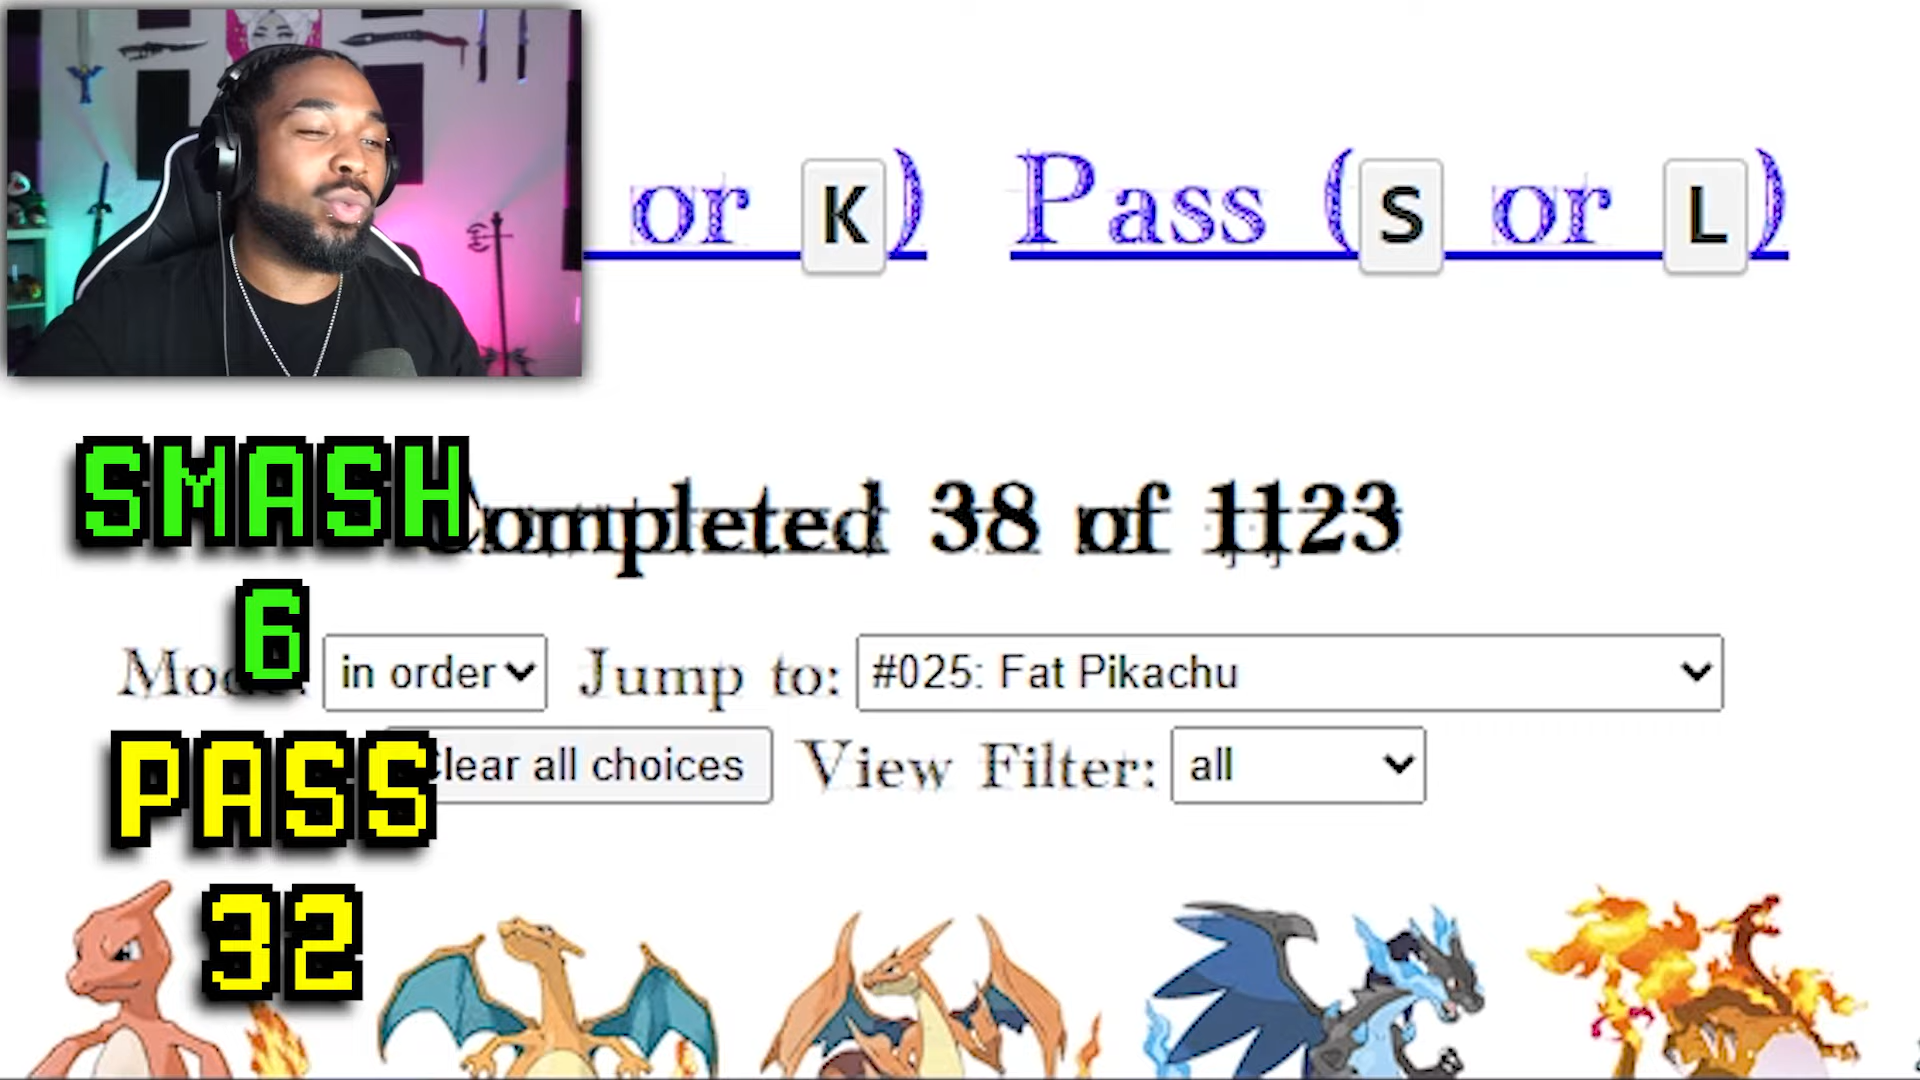 or K) Pass (S or L)
SMASH
Completed 38 of 1123
6
Mode: in order Jump to: #025: Fat Pikachu
PASS
Clear all choices View Filter: all
32